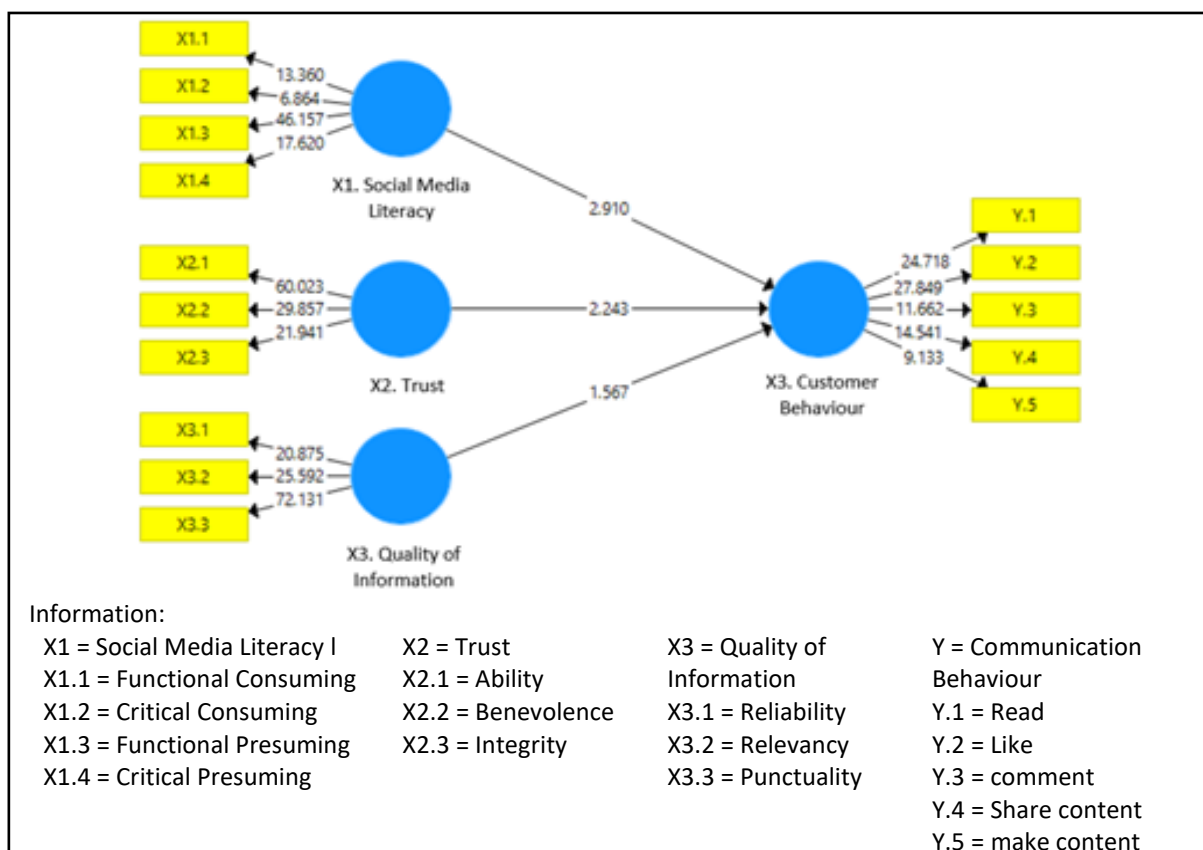 X1.1
13.360
X1.2
6.864
X1.3
46.157
X1.4
17.620
X1. Social Media
Literacy
2.910
X2.1
60.023
X2.2
29.857
X2.3
21.941
X2. Trust
2.243
X3.1
20.875
X3.2
25.592
X3.3
72.131
X3. Quality of
Information
1.567
X3. Customer
Behaviour
Y.1
24.718
Y.2
27.849
Y.3
11.662
Y.4
14.541
Y.5
9.133
Information:
X1 = Social Media Literacy l
X1.1 = Functional Consuming
X1.2 = Critical Consuming
X1.3 = Functional Presuming
X1.4 = Critical Presuming
X2 = Trust
X2.1 = Ability
X2.2 = Benevolence
X2.3 = Integrity
X3 = Quality of
Information
X3.1 = Reliability
X3.2 = Relevancy
X3.3 = Punctuality
Y = Communication
Behaviour
Y.1 = Read
Y.2 = Like
Y.3 = comment
Y.4 = Share content
Y.5 = make content